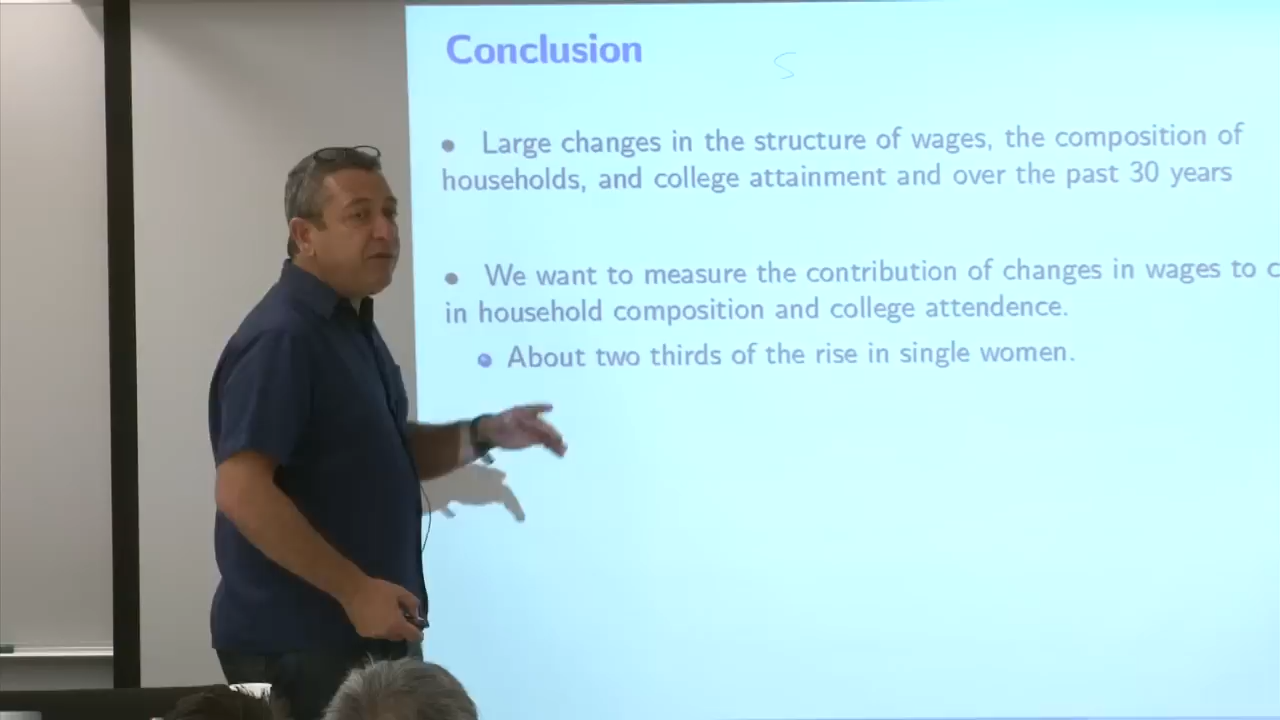 Conclusion
S
• Large changes in the structure of wages, the composition of
households, and college attainment and over the past 30 years
• We want to measure the contribution of changes in wages to
in household composition and college attendence.
• About two thirds of the rise in single women.